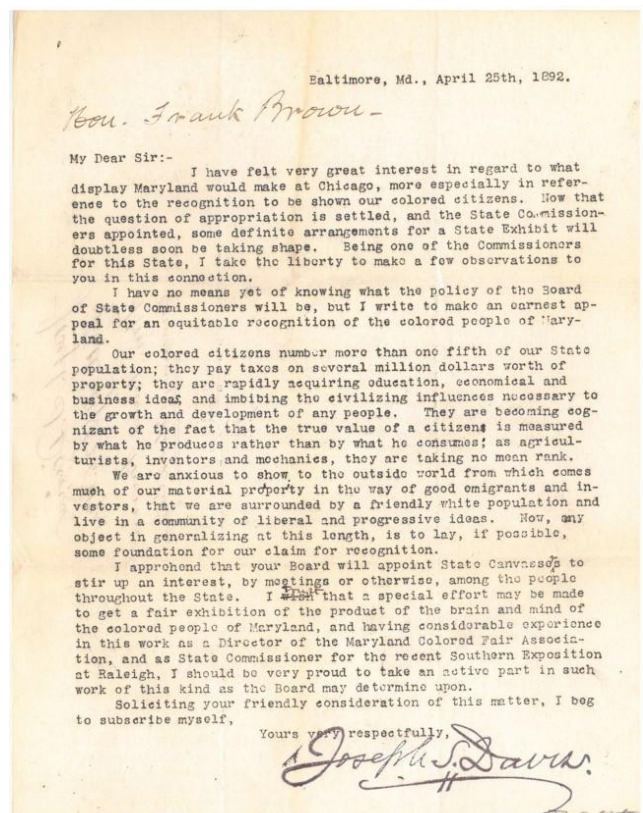 Baltimore, Md., April 25th, 1892.
Hon. Frank Brown-
My Dear Sir:-
I have felt very great interest in regard to what
display Maryland would make at Chicago, more especially in refer-
ence to the recognition to be shown our colored citizens. Now that
the question of appropriation is settled, and the State Commission-
ers appointed, some definite arrangements for a State Exhibit will
doubtless soon be taking shape. Being one of the Commissioners
for this State, I take the liberty to make a few observations to
you in this connection.
I have no means yet of knowing what the policy of the Board
of State Commissioners will be, but I write to make an earnest ap-
peal for an equitable recognition of the colored people of Mary-
land.
Our colored citizens number more than one fifth of our State
population; they pay taxes on several million dollars worth of
property; they are rapidly acquiring education, economical and
business ideas, and imbibing the civilizing influences necessary to
the growth and development of any people. They are becoming cog-
nizant of the fact that the true value of a citizens is measured
by what he produces rather than by what he consumes; as agricul-
turists, inventors and mechanics, they are taking no mean rank.
We are anxious to show to the outside world from which comes
much of our material property in the way of good emigrants and in-
vestors, that we are surrounded by a friendly white population and
live in a community of liberal and progressive ideas. Now, my
object in generalizing at this length, is to lay, if possible,
some foundation for our claim for recognition.
I apprehend that your Board will appoint State Canvassers to
stir up an interest, by meetings or otherwise, among the people
throughout the State. I that a special effort may be made
to get a fair exhibition of the product of the brain and mind of
the colored people of Maryland, and having considerable experience
in this work as a Director of the Maryland Colored Fair Associa-
tion, and as State Commissioner for the recent Southern Exposition
at Raleigh, I should be very proud to take an active part in such
work of this kind as the Board may determine upon.
Soliciting your friendly consideration of this matter, I beg
to subscribe myself,
Yours very respectfully,
Joseph S. Davis.